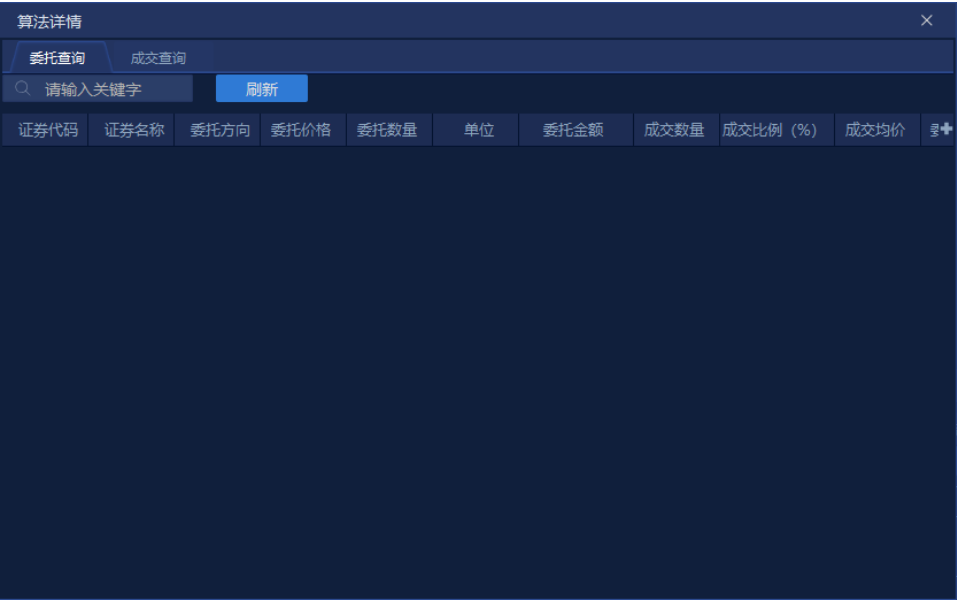 算法详情
委托查询 成交查询
请输入关键字 刷新
证券代码 证券名称 委托方向 委托价格 委托数量 单位 委托金额 成交数量 成交比例（%） 成交均价